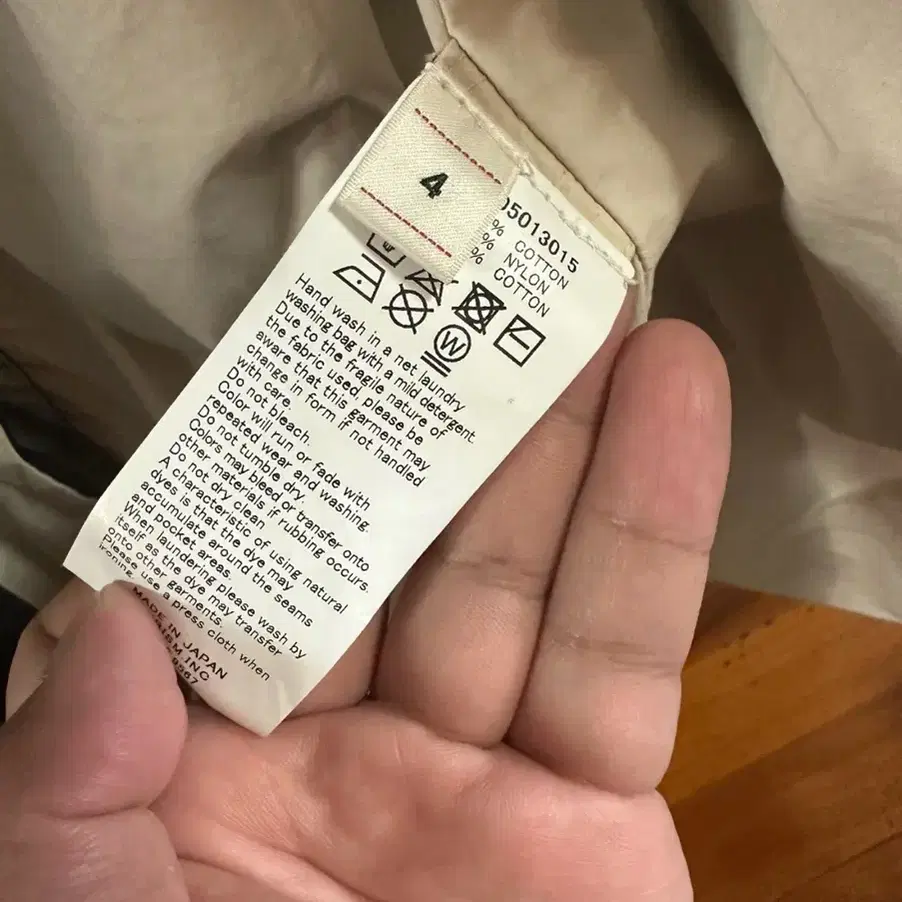 4
05013015
% COTTON
% NYLON
% COTTON
W
Hand wash in a net laundry
washing bag with a mild detergent.
Due to the fragile nature of
the fabric used, please be
aware that this garment may
change in form if not handled
with care.
Do not bleach.
Color will run or fade with
repeated wear and washing.
Do not tumble dry.
Colors may bleed or transfer onto
other materials if rubbing occurs.
Do not dry clean
A characteristic of using natural
dyes is that the dye may
accumulate around the seams
and pocket areas.
When laundering please wash by
itself as the dye may transfer
onto other garments.
Please use a press cloth when
ironing.
MADE IN JAPAN
INC